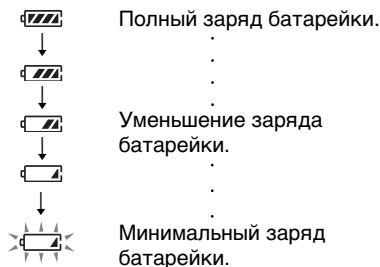 Полный заряд батарейки.
Уменьшение заряда
батарейки.
Минимальный заряд
батарейки.